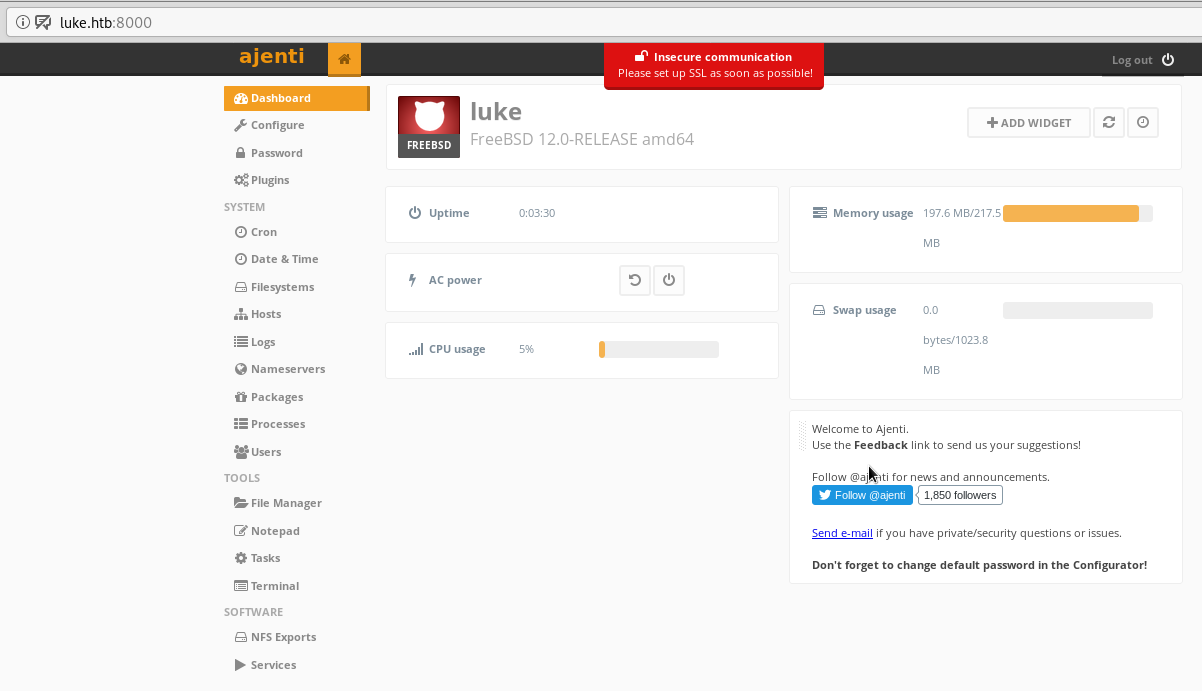 luke.htb:8000
ajenti
Insecure communication
Please set up SSL as soon as possible!
Log out
Dashboard
Configure
Password
Plugins
SYSTEM
Cron
Date & Time
Filesystems
Hosts
Logs
Nameservers
Packages
Processes
Users
TOOLS
File Manager
Notepad
Tasks
Terminal
SOFTWARE
NFS Exports
Services
FREEBSD
luke
FreeBSD 12.0-RELEASE amd64
ADD WIDGET
Uptime 0:03:30
AC power
CPU usage 5%
Memory usage 197.6 MB/217.5
MB
Swap usage 0.0
bytes/1023.8
MB
Welcome to Ajenti.
Use the Feedback link to send us your suggestions!
Follow @ajenti for news and announcements.
Follow @ajenti 1,850 followers
Send e-mail if you have private/security questions or issues.
Don't forget to change default password in the Configurator!